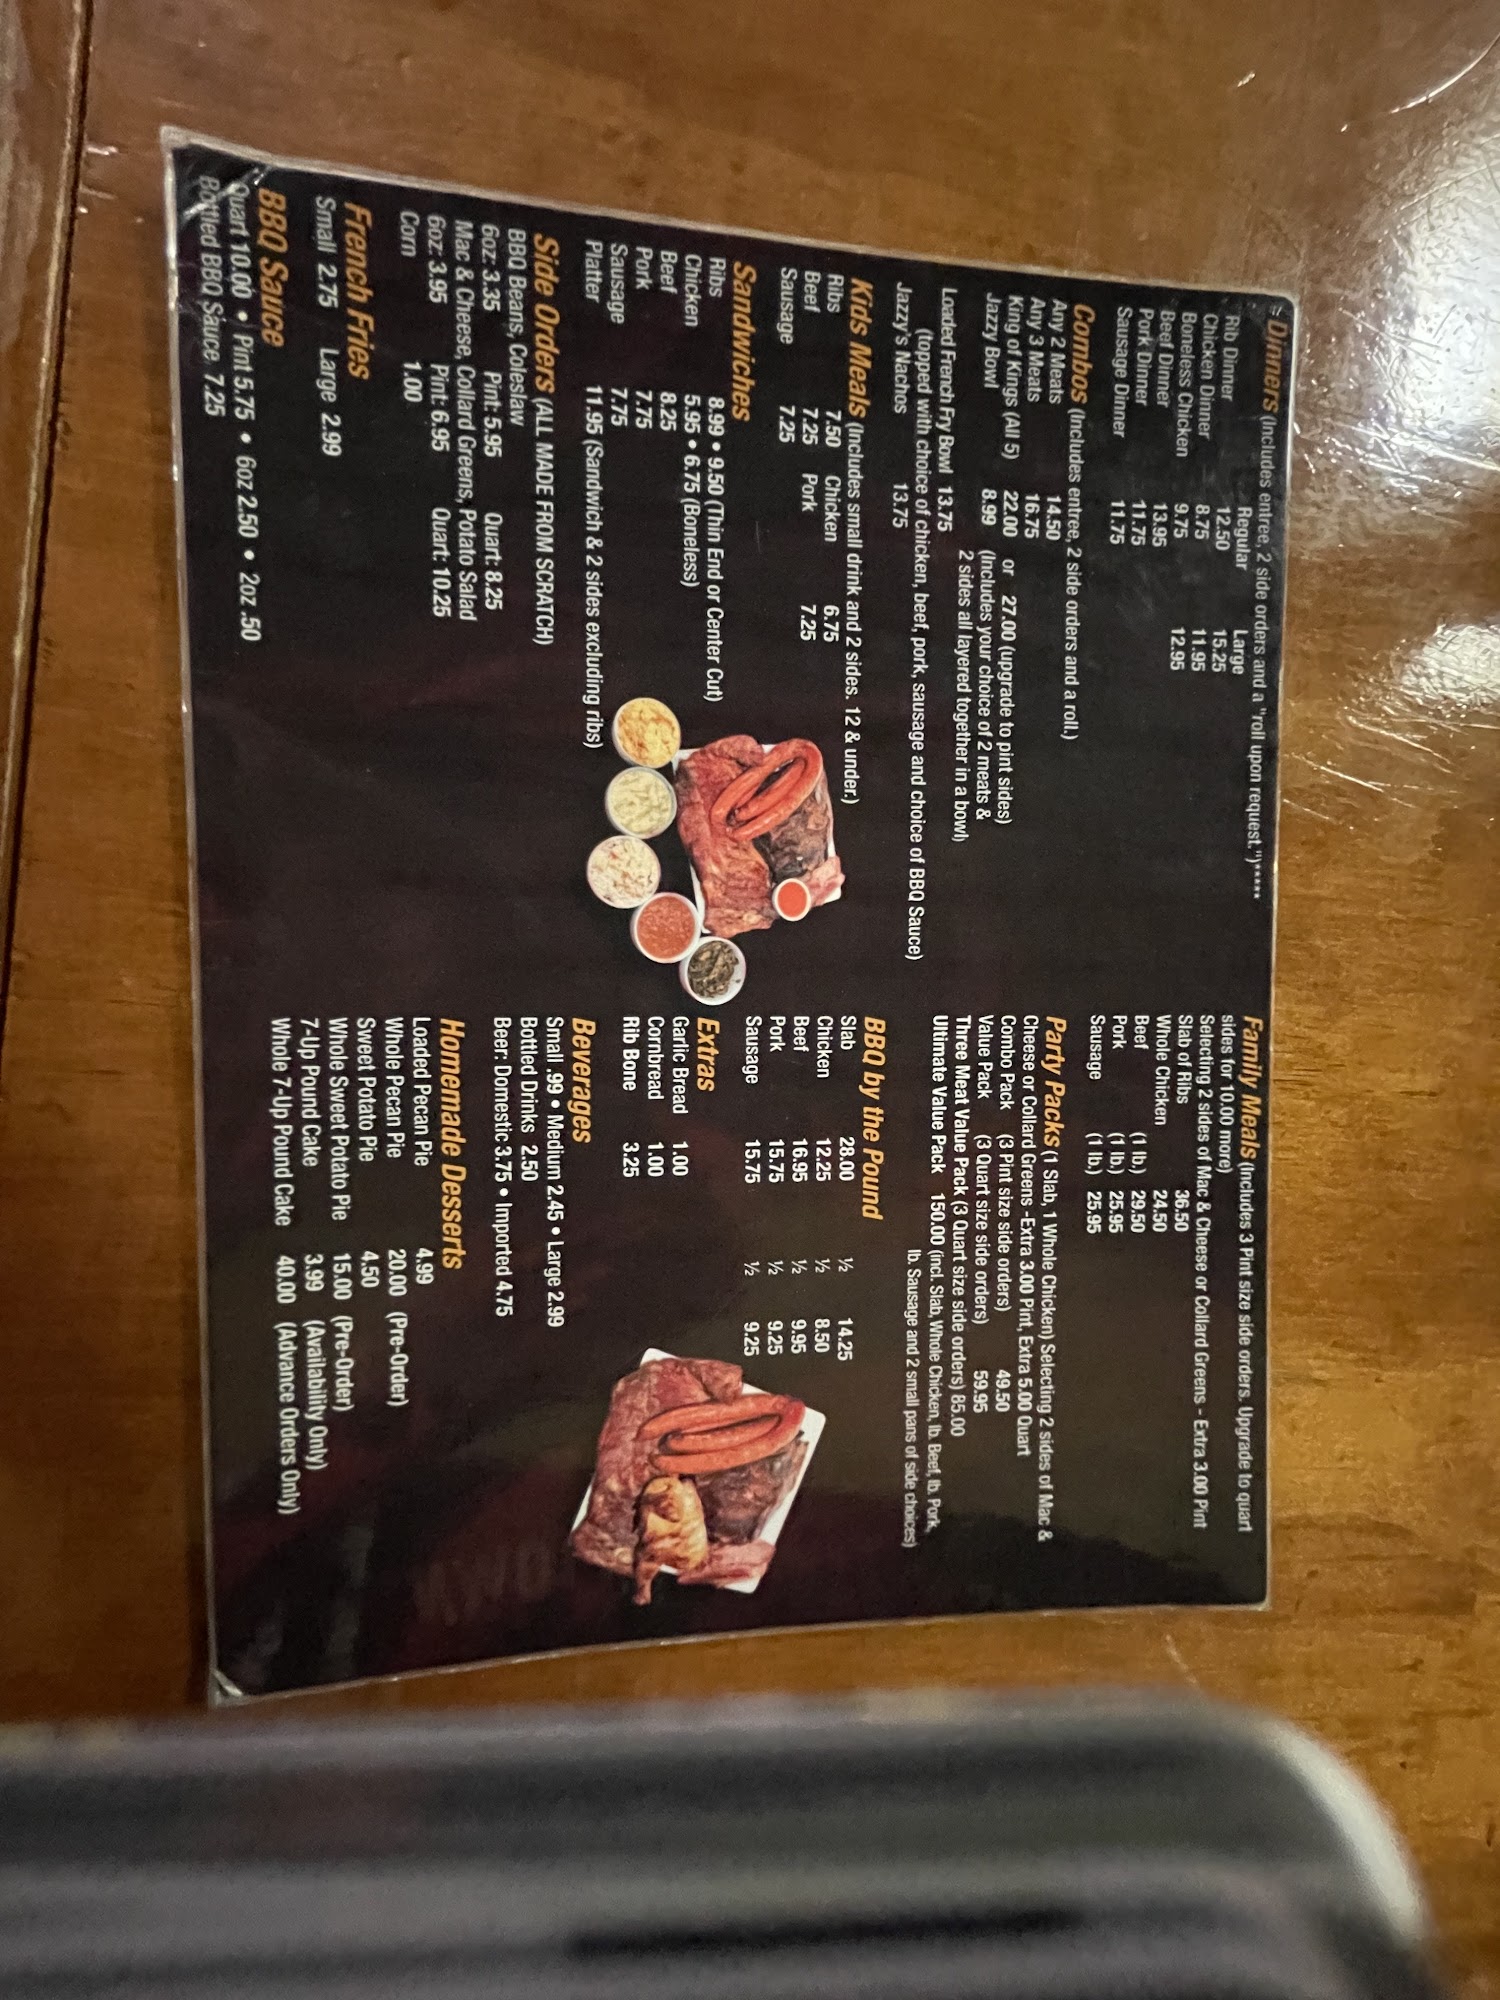 Dinners (Includes entree, 2 side orders and a "roll upon request.")*****
Regular Large
Rib Dinner 12.50 15.25
Chicken Dinner 8.75 11.95
Boneless Chicken 9.75 12.95
Beef Dinner 13.95
Pork Dinner 11.75
Sausage Dinner 11.75
Combos (Includes entree, 2 side orders and a roll.)
Any 2 Meats 14.50
Any 3 Meats 16.75
King of Kings (All 5) 22.00 or 27.00 (upgrade to pint sides)
Jazzy Bowl 8.99 (Includes your choice of 2 meats &
2 sides all layered together in a bowl)
Loaded French Fry Bowl 13.75
(topped with choice of chicken, beef, pork, sausage and choice of BBQ Sauce)
Jazzy's Nachos 13.75
Kids Meals (Includes small drink and 2 sides. 12 & under.)
Ribs 7.50 Chicken 6.75
Beef 7.25 Pork 7.25
Sausage 7.25
Sandwiches
Ribs 8.99 • 9.50 (Thin End or Center Cut)
Chicken 5.95 • 6.75 (Boneless)
Beef 8.25
Pork 7.75
Sausage 7.75
Platter 11.95 (Sandwich & 2 sides excluding ribs)
Side Orders (ALL MADE FROM SCRATCH)
BBQ Beans, Coleslaw
6oz: 3.35 Pint: 5.95 Quart: 8.25
Mac & Cheese, Collard Greens, Potato Salad
6oz: 3.95 Pint: 6.95 Quart: 10.25
Corn 1.00
French Fries
Small 2.75 Large 2.99
BBQ Sauce
Quart 10.00 • Pint 5.75 • 6oz 2.50 • 2oz .50
Bottled BBQ Sauce 7.25
Family Meals (Includes 3 Pint size side orders. Upgrade to quart
sides for 10.00 more)
Selecting 2 sides of Mac & Cheese or Collard Greens - Extra 3.00 Pint
Slab of Ribs 36.50
Whole Chicken 24.50
Beef (1 lb.) 29.50
Pork (1 lb.) 25.95
Sausage (1 lb.) 25.95
Party Packs (1 Slab, 1 Whole Chicken) Selecting 2 sides of Mac &
Cheese or Collard Greens -Extra 3.00 Pint, Extra 5.00 Quart
Combo Pack (3 Pint size side orders) 49.50
Value Pack (3 Quart size side orders) 59.95
Three Meat Value Pack (3 Quart size side orders) 85.00
Ultimate Value Pack 150.00 (incl. Slab, Whole Chicken, lb. Beef, lb. Pork,
lb. Sausage and 2 small pans of side choices)
BBQ by the Pound
Slab 28.00 ½ 14.25
Chicken 12.25 ½ 8.50
Beef 16.95 ½ 9.95
Pork 15.75 ½ 9.25
Sausage 15.75 ½ 9.25
Extras
Garlic Bread 1.00
Cornbread 1.00
Rib Bone 3.25
Beverages
Small .99 • Medium 2.45 • Large 2.99
Bottled Drinks 2.50
Beer: Domestic 3.75 • Imported 4.75
Homemade Desserts
Loaded Pecan Pie 4.99
Whole Pecan Pie 20.00 (Pre-Order)
Sweet Potato Pie 4.50
Whole Sweet Potato Pie 15.00 (Pre-Order)
7-Up Pound Cake 3.99 (Availability Only)
Whole 7-Up Pound Cake 40.00 (Advance Orders Only)